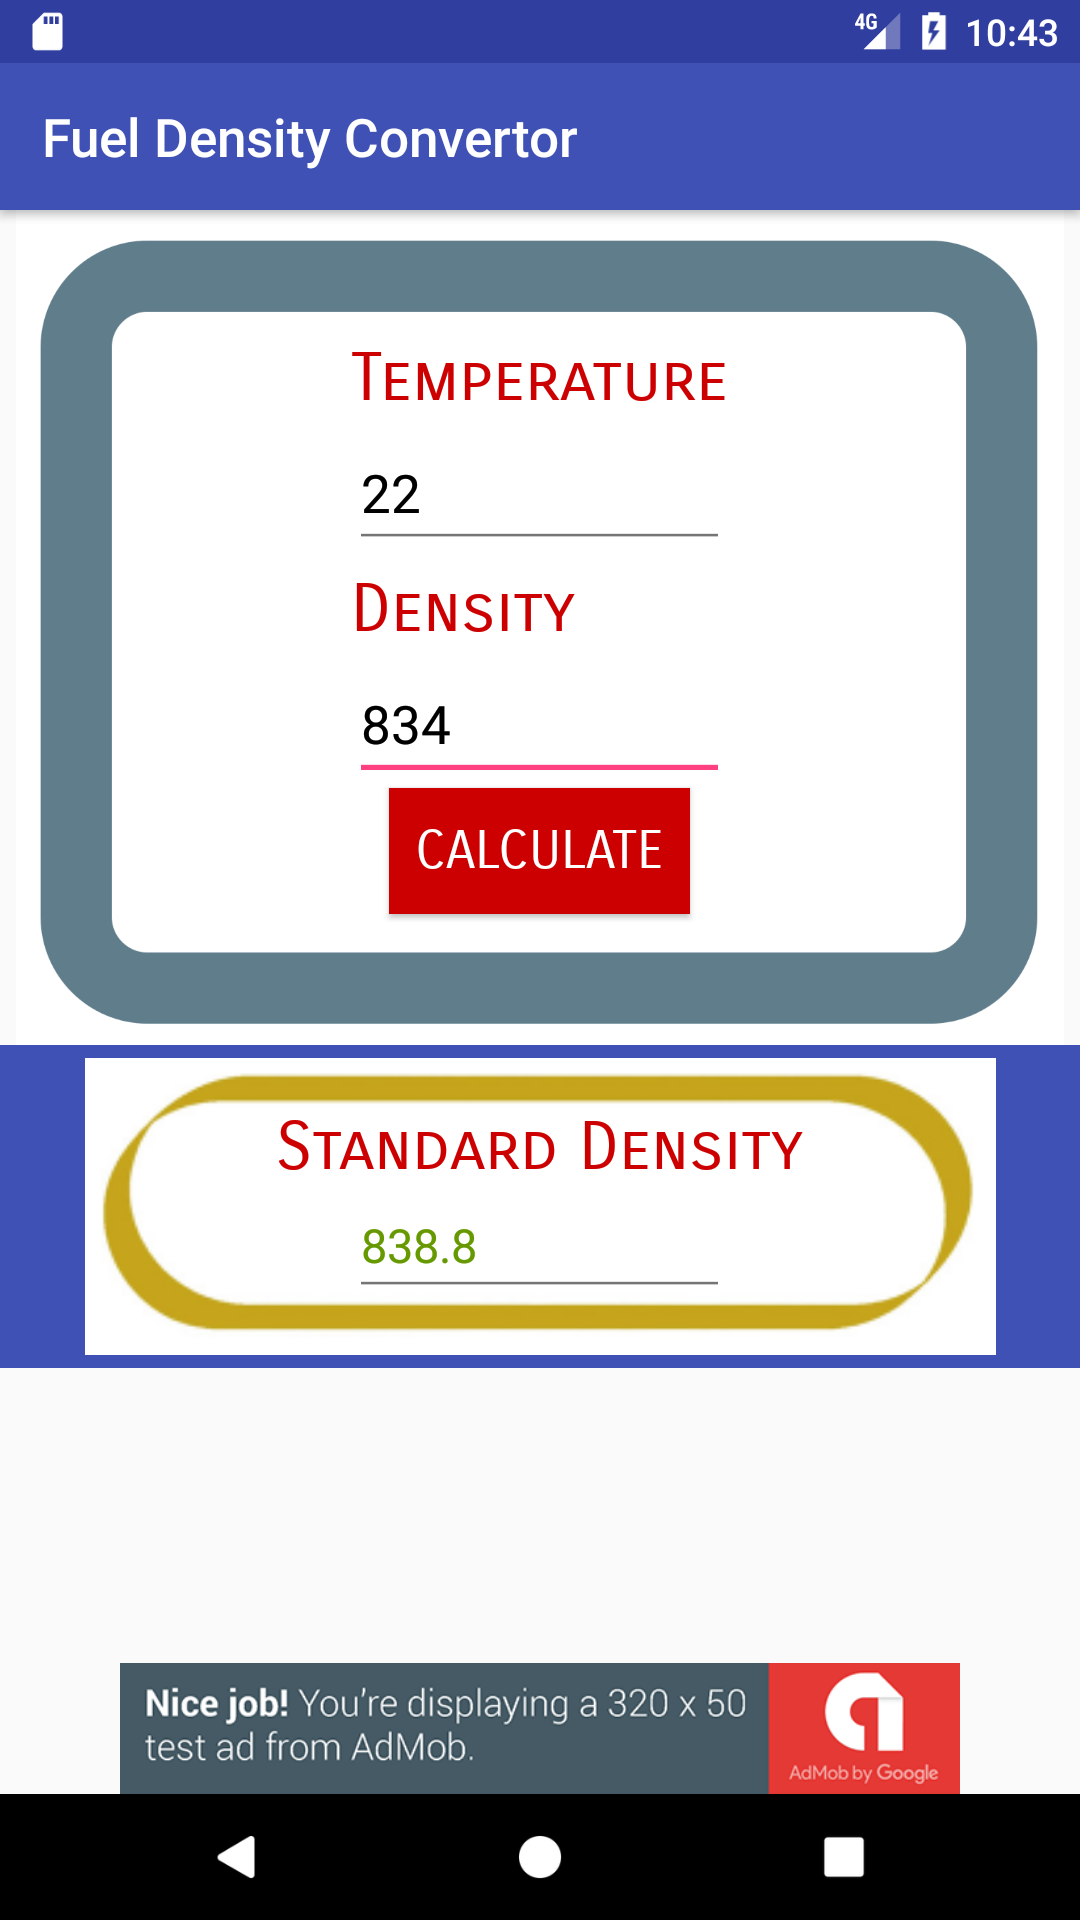 4G 10:43
Fuel Density Convertor
Temperature
22
Density
834
CALCULATE
Standard Density
838.8
Nice job! You're displaying a 320 x 50
test ad from AdMob.
AdMob by Google